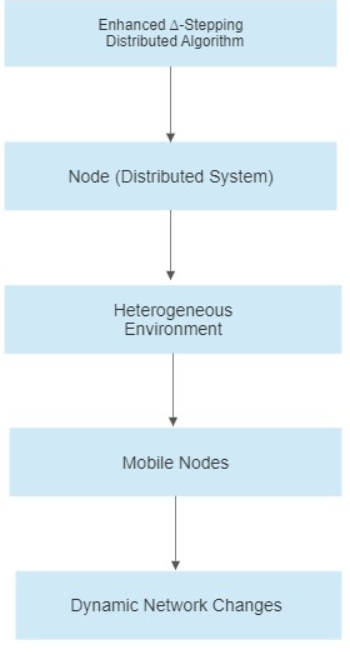 Enhanced Δ-Stepping
Distributed Algorithm
Node (Distributed System)
Heterogeneous
Environment
Mobile Nodes
Dynamic Network Changes